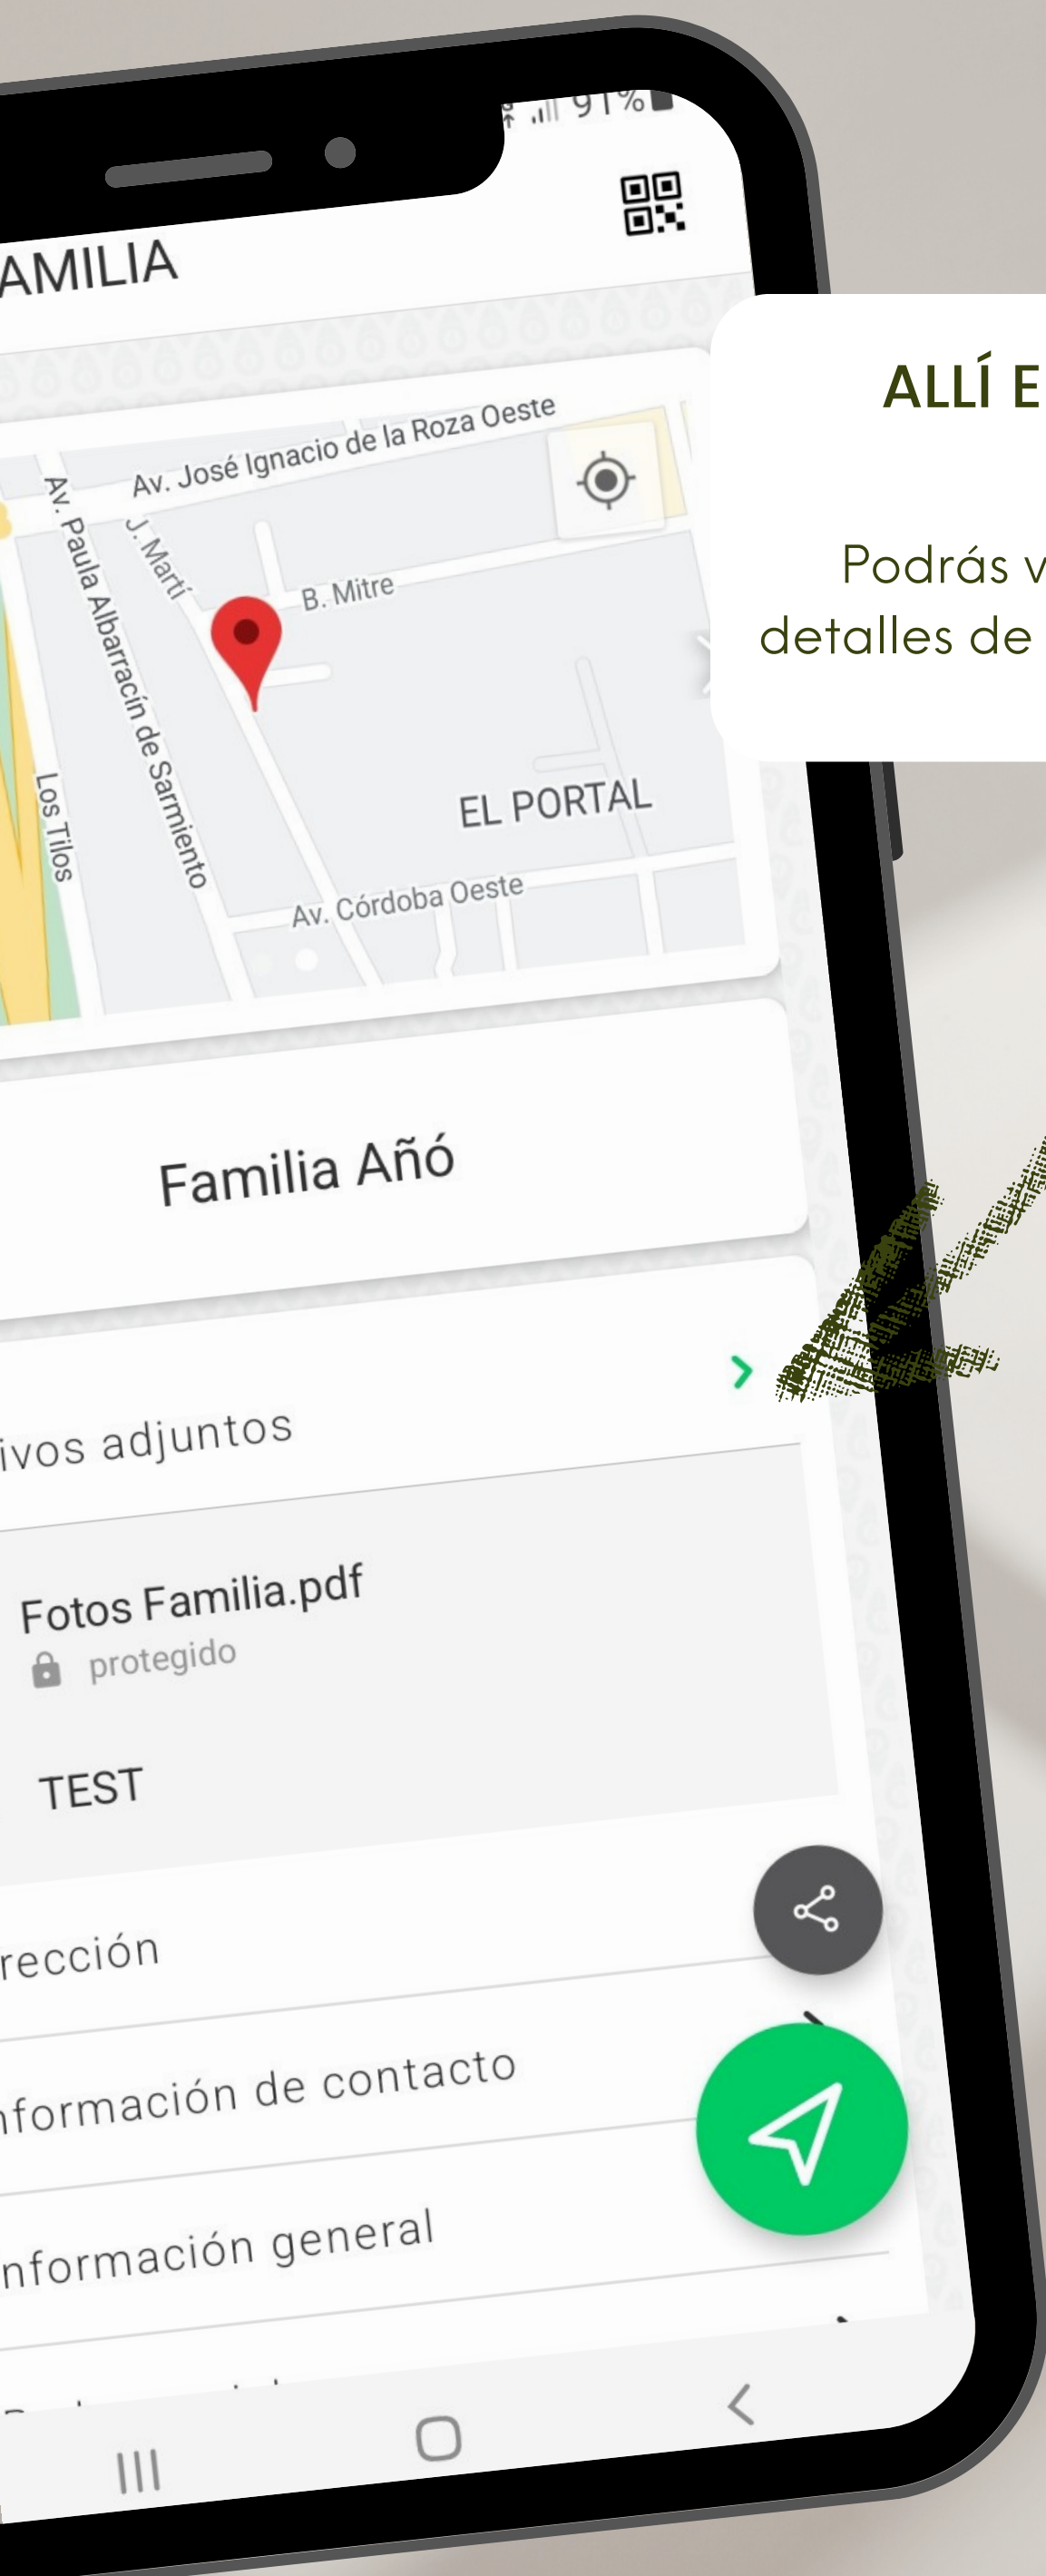 91%
AMILIA
Av. José Ignacio de la Roza Oeste
Av. Paula Albarracín de Sarmiento
J. Martí
B. Mitre
Los Tilos
EL PORTAL
Av. Córdoba Oeste
ALLÍ E
Podrás v
detalles de
Familia Añó
ivos adjuntos
Fotos Familia.pdf
protegido
TEST
rección
nformación de contacto
nformación general